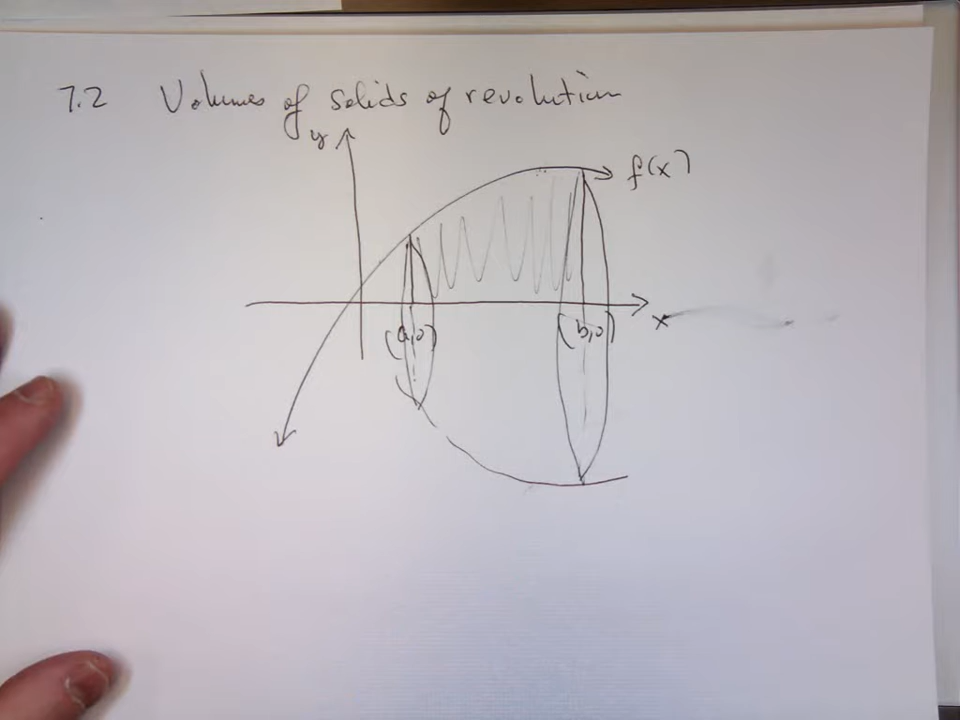 7.2 Volumes of solids of revolution
y
f(x)
x
(a,0)
(b,0)